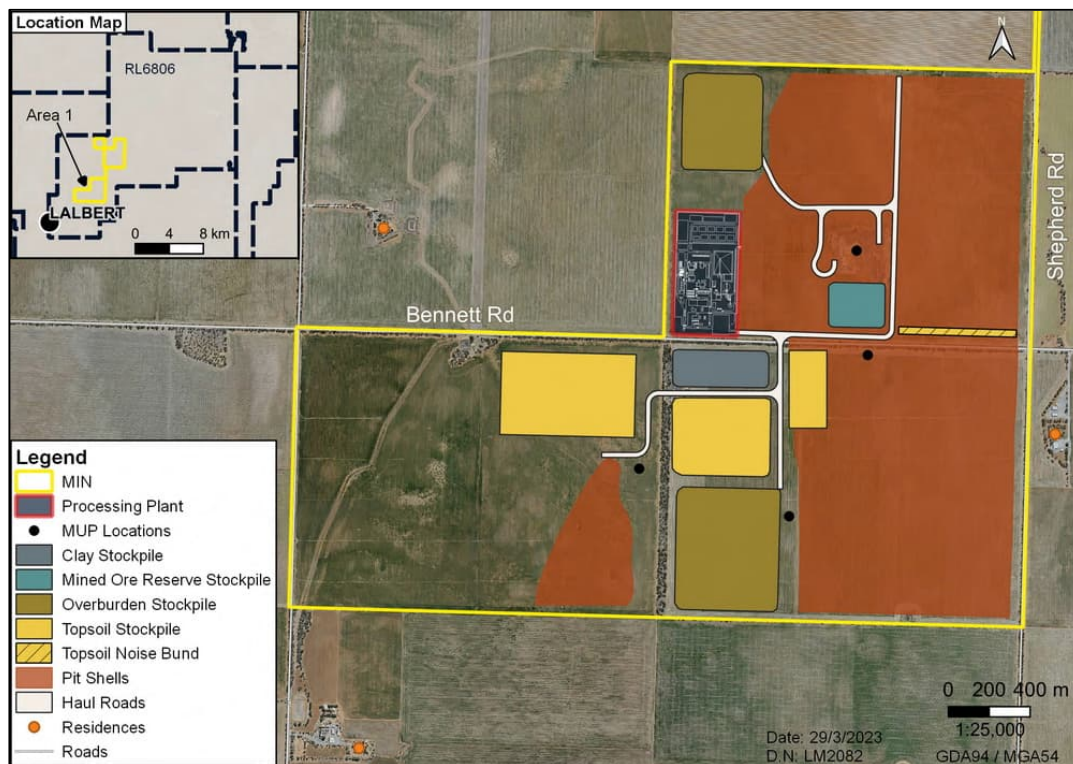 Location Map
RL6806
Area 1
LALBERT
0 4 8 km
N
Shepherd Rd
Bennett Rd
Legend
MIN
Processing Plant
MUP Locations
Clay Stockpile
Mined Ore Reserve Stockpile
Overburden Stockpile
Topsoil Stockpile
Topsoil Noise Bund
Pit Shells
Haul Roads
Residences
Roads
0 200 400 m
1:25,000
Date: 29/3/2023
D.N: LM2082 GDA94 / MGA54